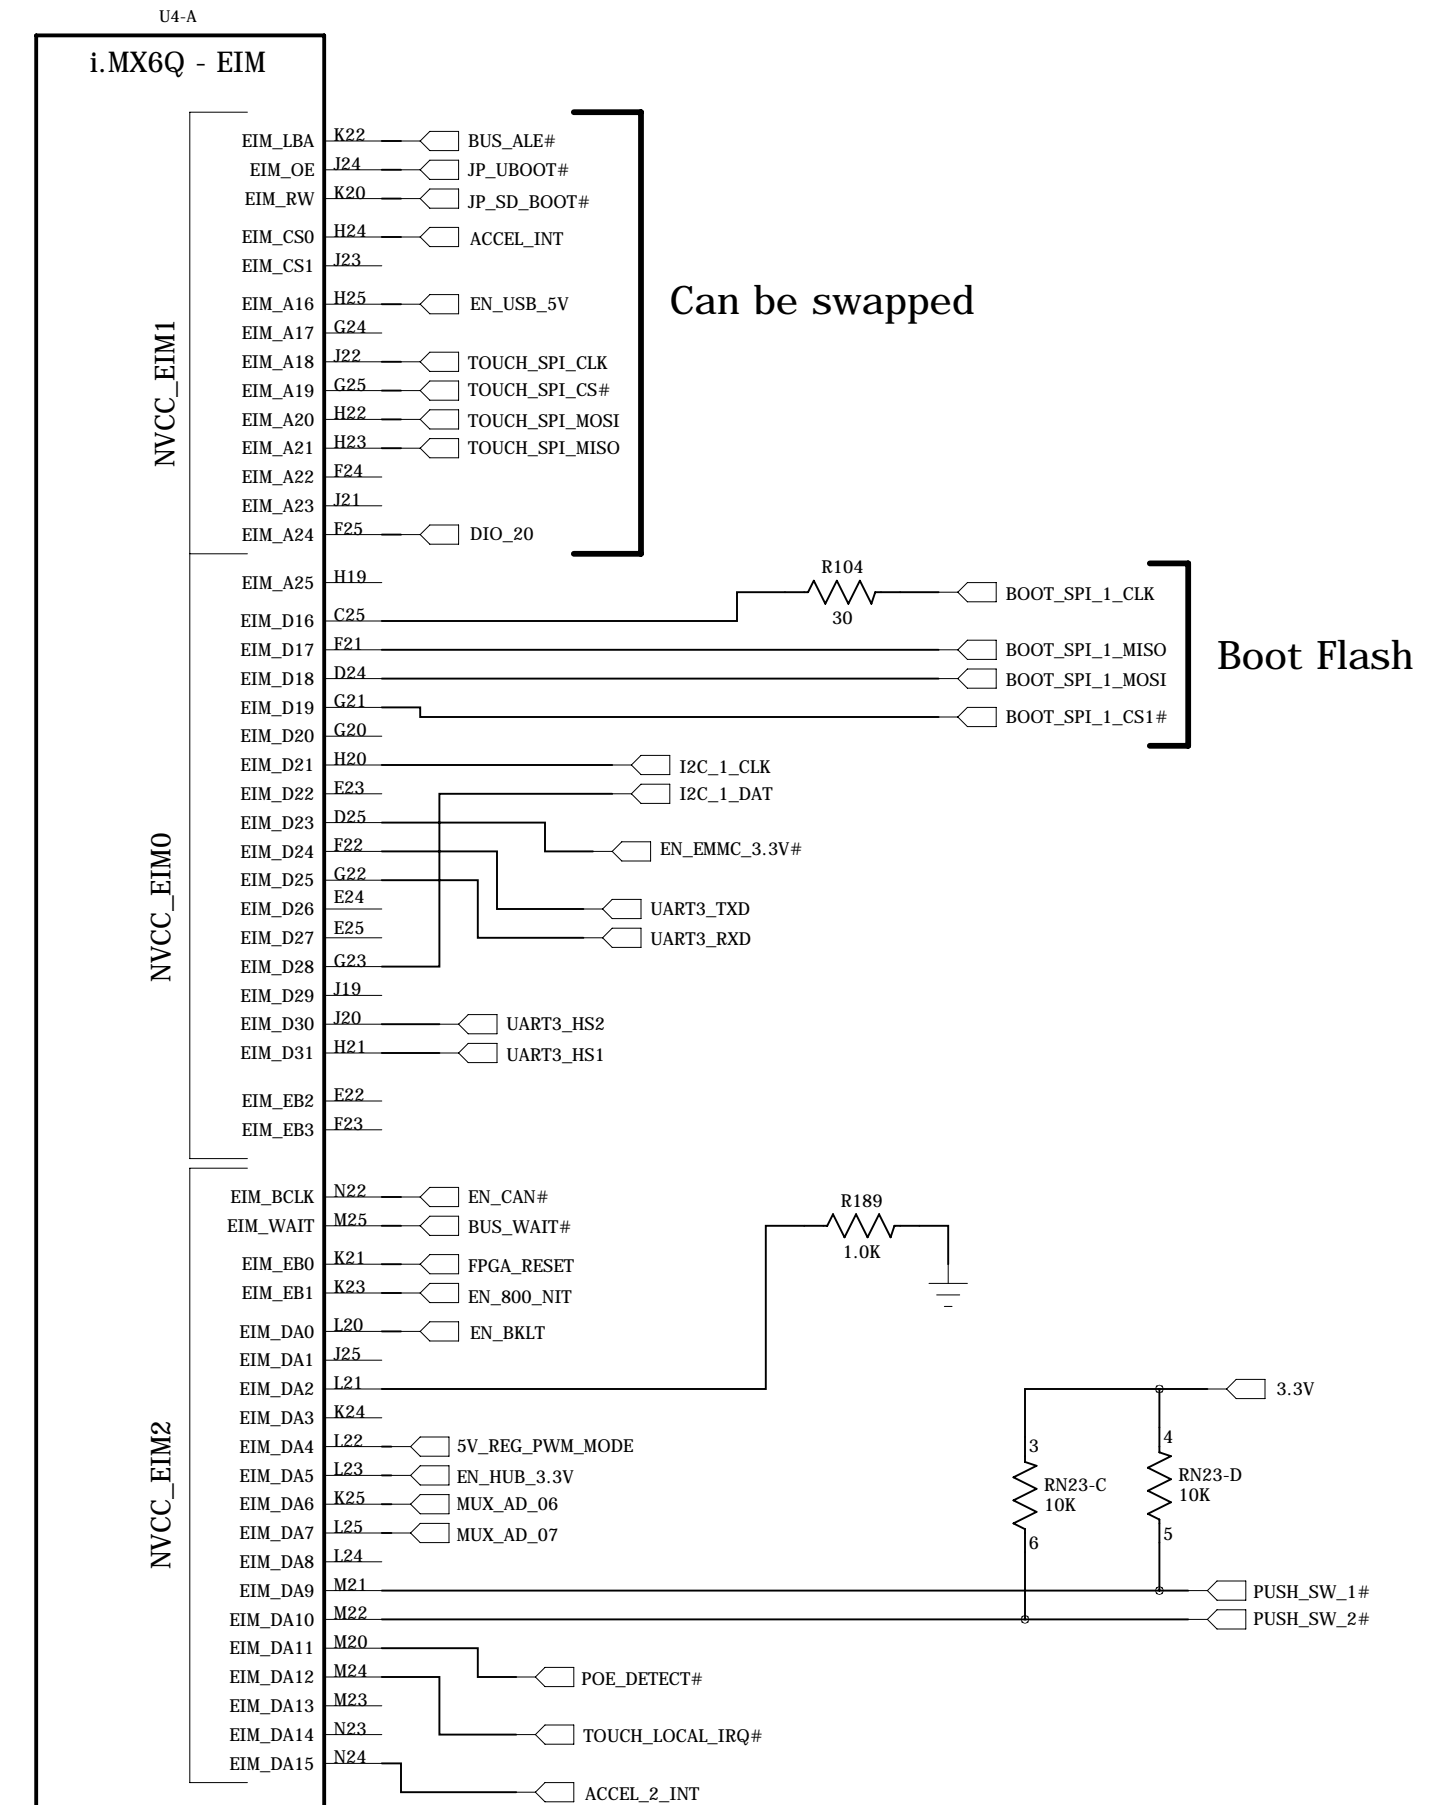 U4-A
i.MX6Q - EIM
NVCC_EIM1
EIM_LBA K22 BUS_ALE#
EIM_OE J24 JP_UBOOT#
EIM_RW K20 JP_SD_BOOT#
EIM_CS0 H24 ACCEL_INT
EIM_CS1 J23
EIM_A16 H25 EN_USB_5V
EIM_A17 G24
EIM_A18 J22 TOUCH_SPI_CLK
EIM_A19 G25 TOUCH_SPI_CS#
EIM_A20 H22 TOUCH_SPI_MOSI
EIM_A21 H23 TOUCH_SPI_MISO
EIM_A22 F24
EIM_A23 J21
EIM_A24 F25 DIO_20
Can be swapped
NVCC_EIM0
EIM_A25 H19
R104
30
BOOT_SPI_1_CLK
EIM_D16 C25
EIM_D17 F21 BOOT_SPI_1_MISO
EIM_D18 D24 BOOT_SPI_1_MOSI
EIM_D19 G21 BOOT_SPI_1_CS1#
Boot Flash
EIM_D20 G20
EIM_D21 H20 I2C_1_CLK
EIM_D22 E23 I2C_1_DAT
EIM_D23 D25
EN_EMMC_3.3V#
EIM_D24 F22
EIM_D25 G22
EIM_D26 E24 UART3_TXD
EIM_D27 E25 UART3_RXD
EIM_D28 G23
EIM_D29 J19
EIM_D30 J20 UART3_HS2
EIM_D31 H21 UART3_HS1
EIM_EB2 E22
EIM_EB3 F23
NVCC_EIM2
EIM_BCLK N22 EN_CAN#
EIM_WAIT M25 BUS_WAIT#
R189
1.0K
EIM_EB0 K21 FPGA_RESET
EIM_EB1 K23 EN_800_NIT
EIM_DA0 L20 EN_BKLT
EIM_DA1 J25
EIM_DA2 L21
3.3V
EIM_DA3 K24
EIM_DA4 L22 5V_REG_PWM_MODE
EIM_DA5 L23 EN_HUB_3.3V
EIM_DA6 K25 MUX_AD_06
EIM_DA7 L25 MUX_AD_07
3
RN23-C
10K
6
4
RN23-D
10K
5
EIM_DA8 L24
EIM_DA9 M21 PUSH_SW_1#
EIM_DA10 M22 PUSH_SW_2#
EIM_DA11 M20
EIM_DA12 M24 POE_DETECT#
EIM_DA13 M23
EIM_DA14 N23 TOUCH_LOCAL_IRQ#
EIM_DA15 N24
ACCEL_2_INT